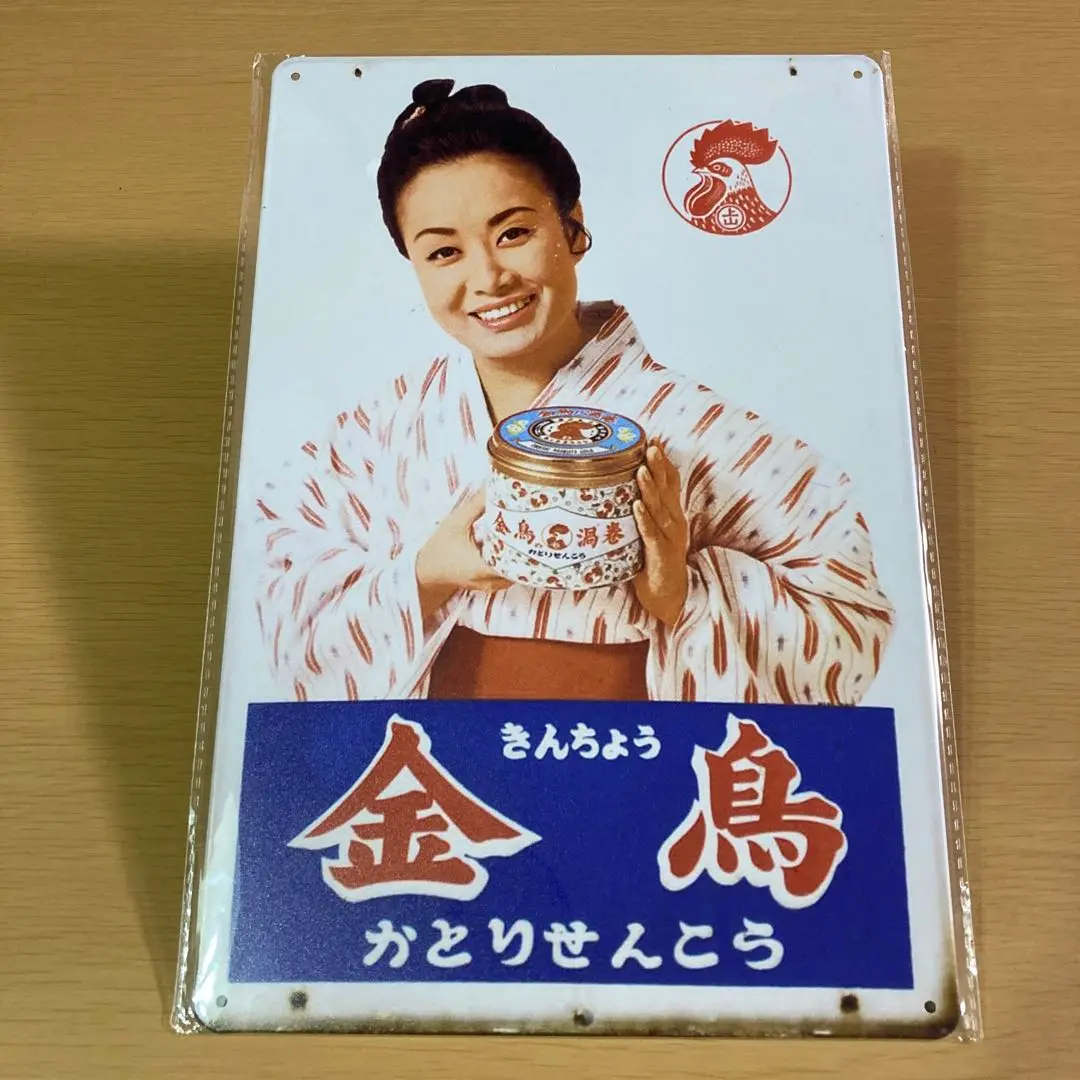 金鳥 渦巻
かとりせんこう
きんちょう
金鳥
かとりせんこう